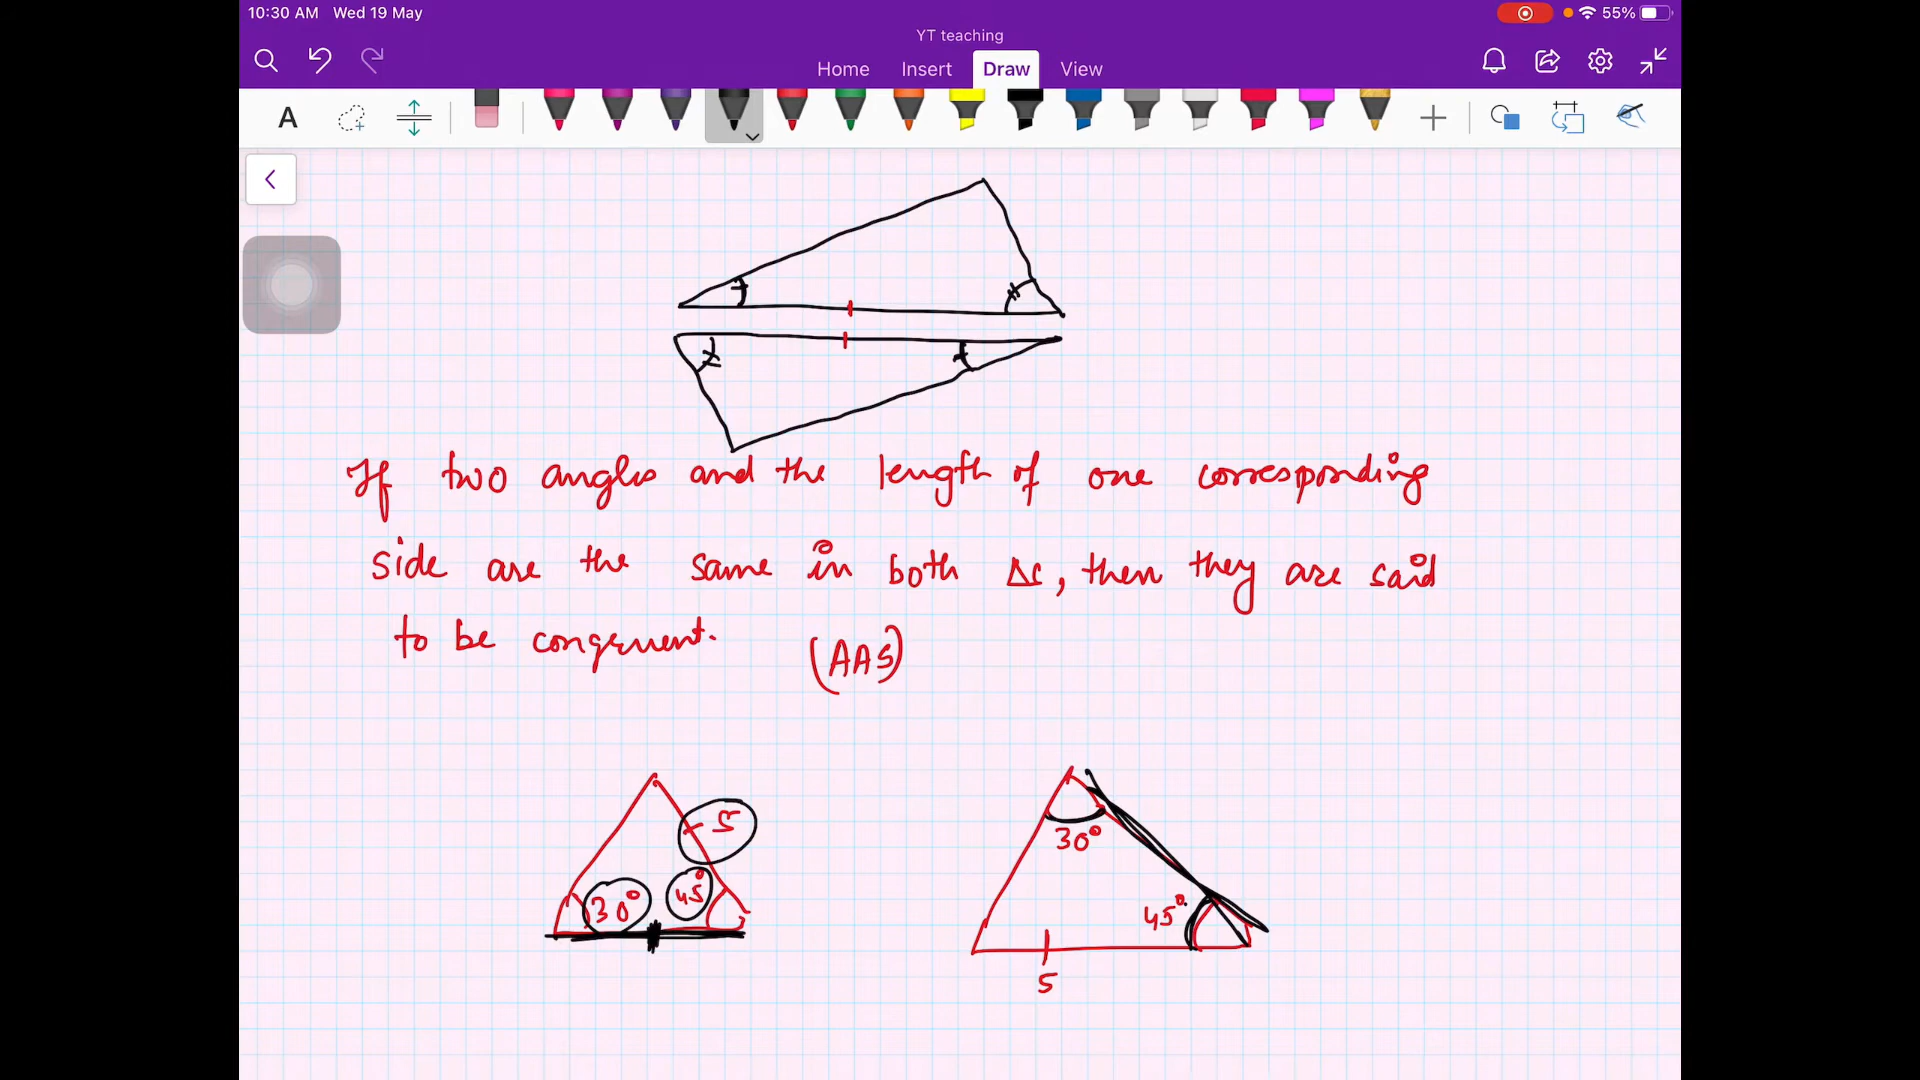 10:30 AM Wed 19 May
55%
YT teaching
Home Insert Draw View
A
If two angles and the length of one corresponding
side are the same in both Δs, then they are said
to be congruent. (AAS)
5
30° 45°
30°
45°
5